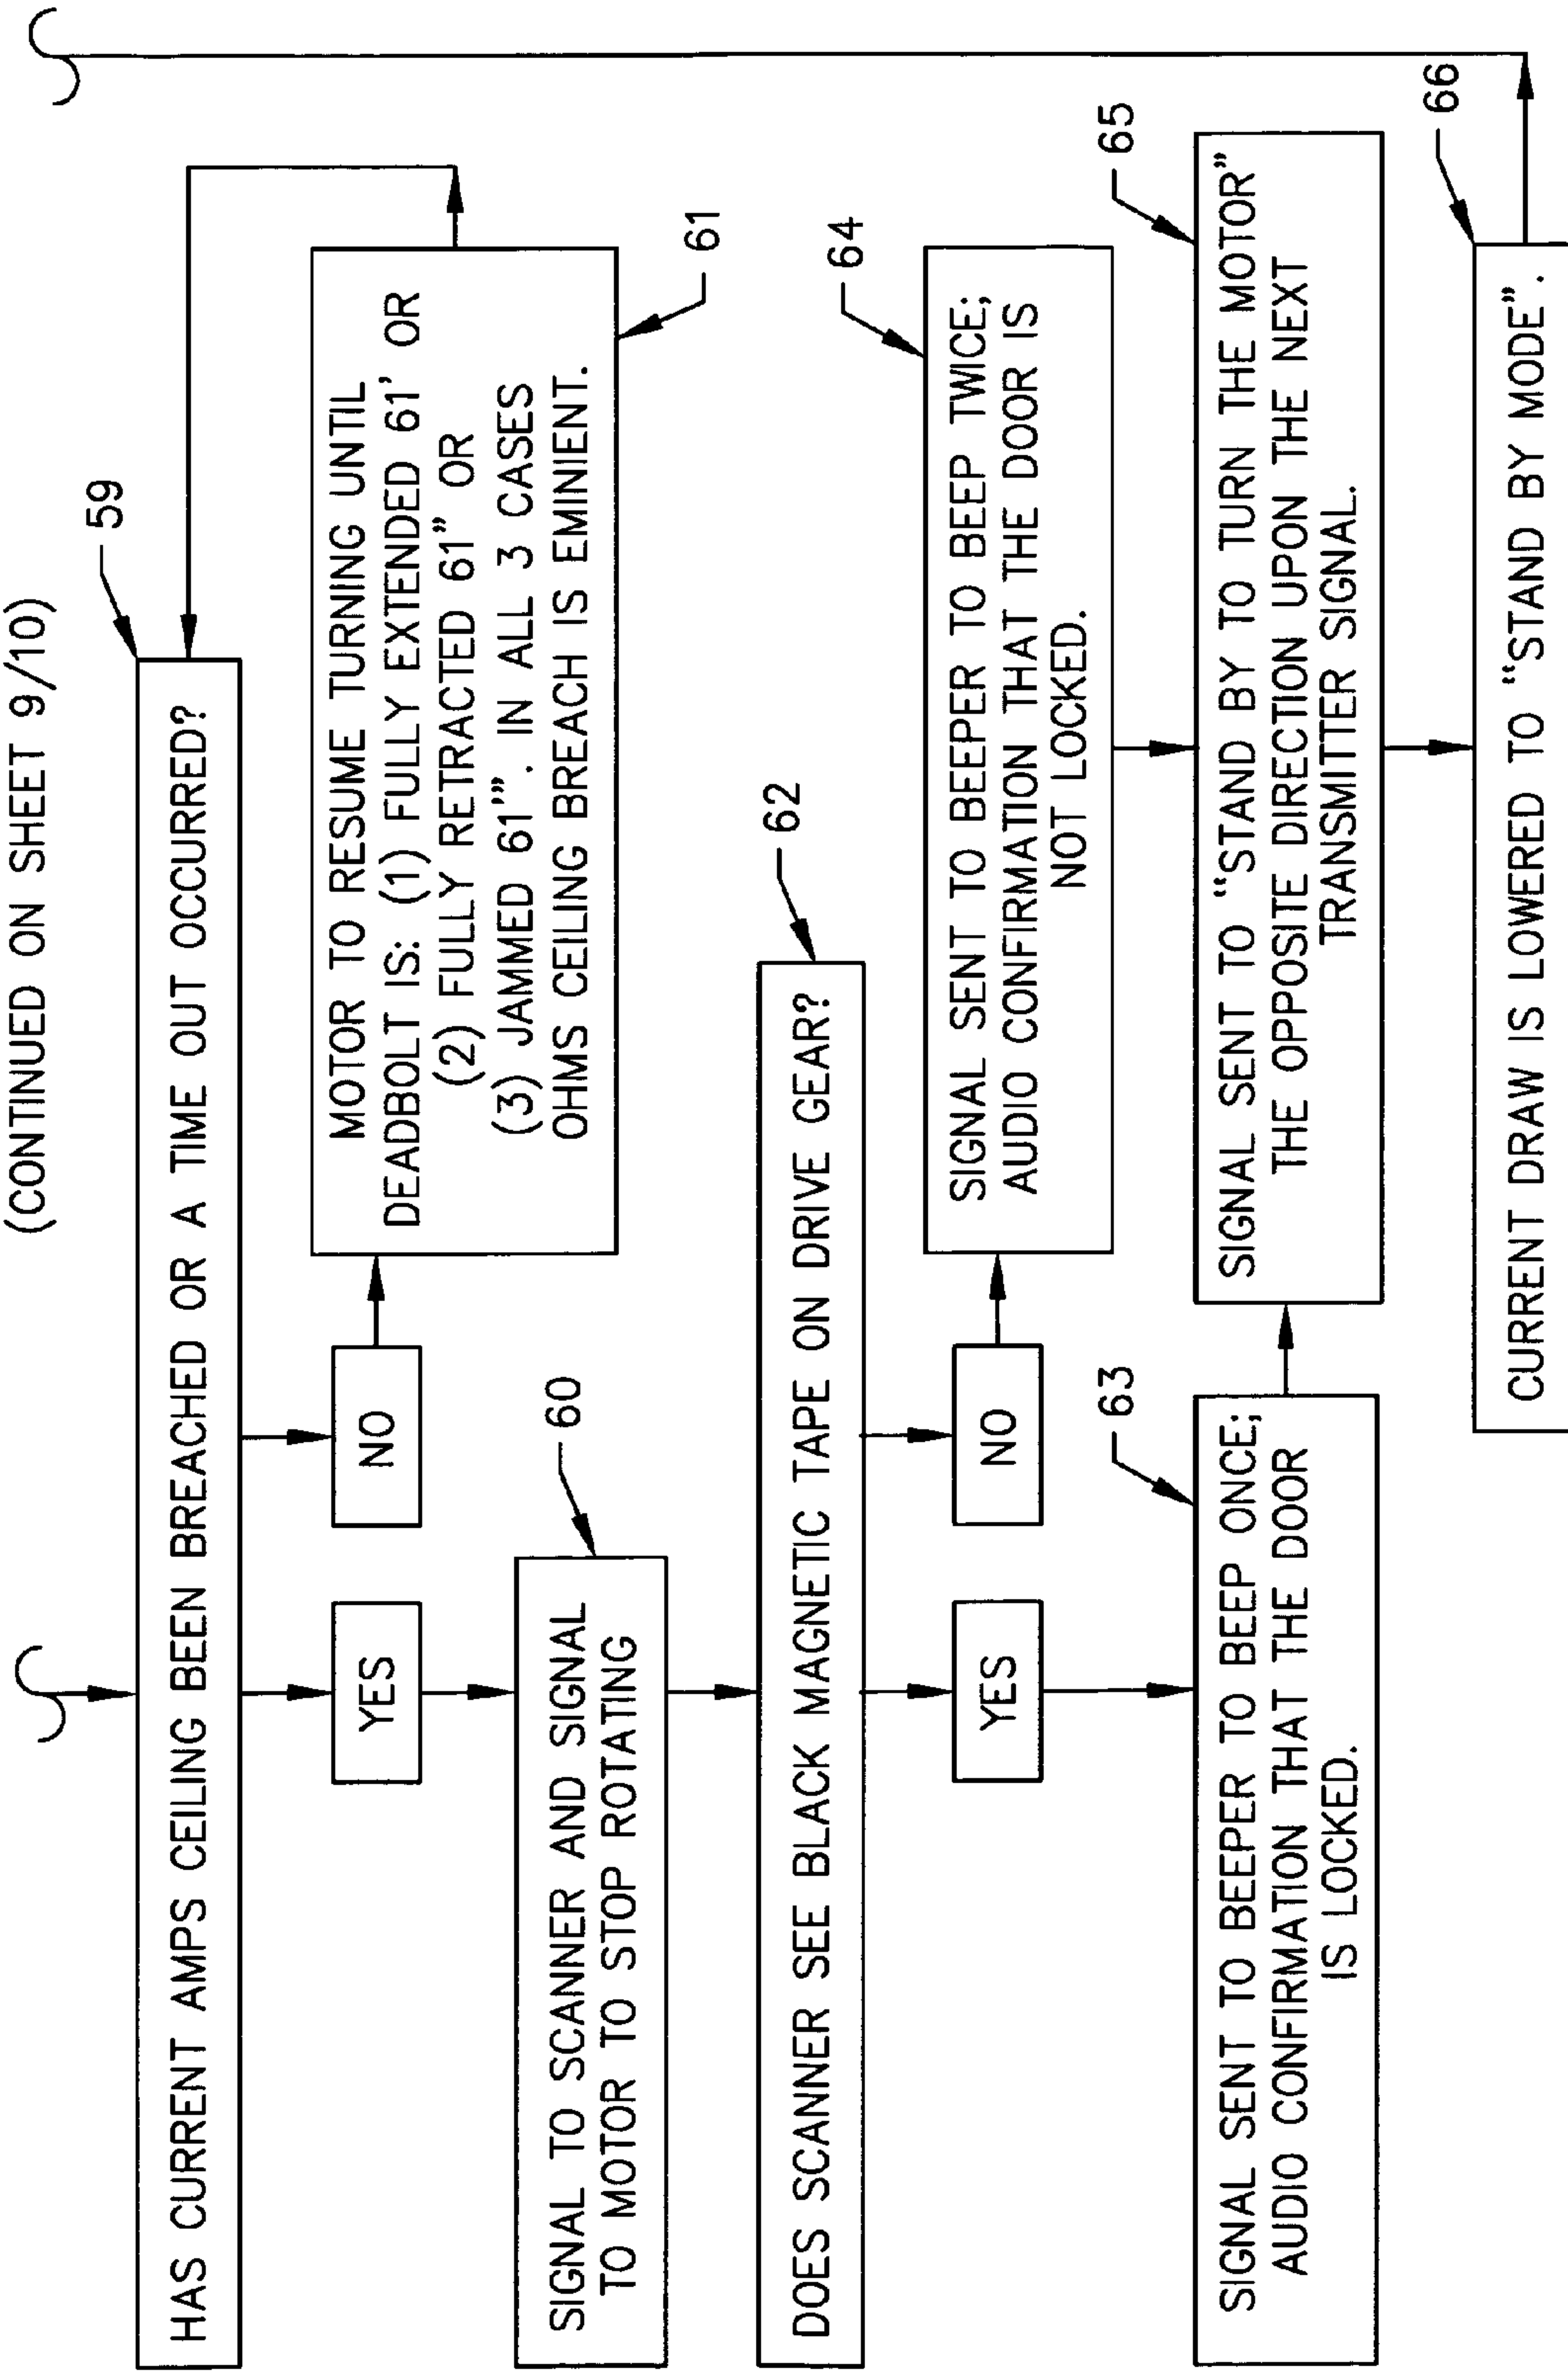 (CONTINUED ON SHEET 9/10)
59
HAS CURRENT AMPS CEILING BEEN BREACHED OR A TIME OUT OCCURRED?
YES
NO
MOTOR TO RESUME TURNING UNTIL
DEADBOLT IS: (1) FULLY EXTENDED 61' OR
(2) FULLY RETRACTED 61" OR
(3) JAMMED 61'". IN ALL 3 CASES
OHMS CEILING BREACH IS EMINIENT.
61
60
SIGNAL TO SCANNER AND SIGNAL
TO MOTOR TO STOP ROTATING
62
DOES SCANNER SEE BLACK MAGNETIC TAPE ON DRIVE GEAR?
YES
NO
64
SIGNAL SENT TO BEEPER TO BEEP TWICE;
AUDIO CONFIRMATION THAT THE DOOR IS
NOT LOCKED.
63
SIGNAL SENT TO BEEPER TO BEEP ONCE;
AUDIO CONFIRMATION THAT THE DOOR
IS LOCKED.
65
SIGNAL SENT TO "STAND BY TO TURN THE MOTOR"
THE OPPOSITE DIRECTION UPON THE NEXT
TRANSMITTER SIGNAL.
66
CURRENT DRAW IS LOWERED TO "STAND BY MODE".